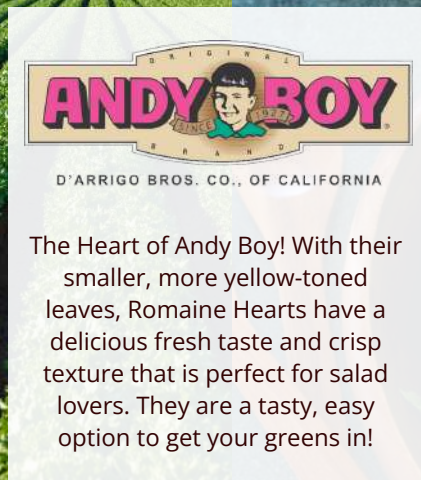 ORIGINAL
ANDY BOY
SINCE 1927
BRAND
D'ARRIGO BROS. CO., OF CALIFORNIA
The Heart of Andy Boy! With their
smaller, more yellow-toned
leaves, Romaine Hearts have a
delicious fresh taste and crisp
texture that is perfect for salad
lovers. They are a tasty, easy
option to get your greens in!